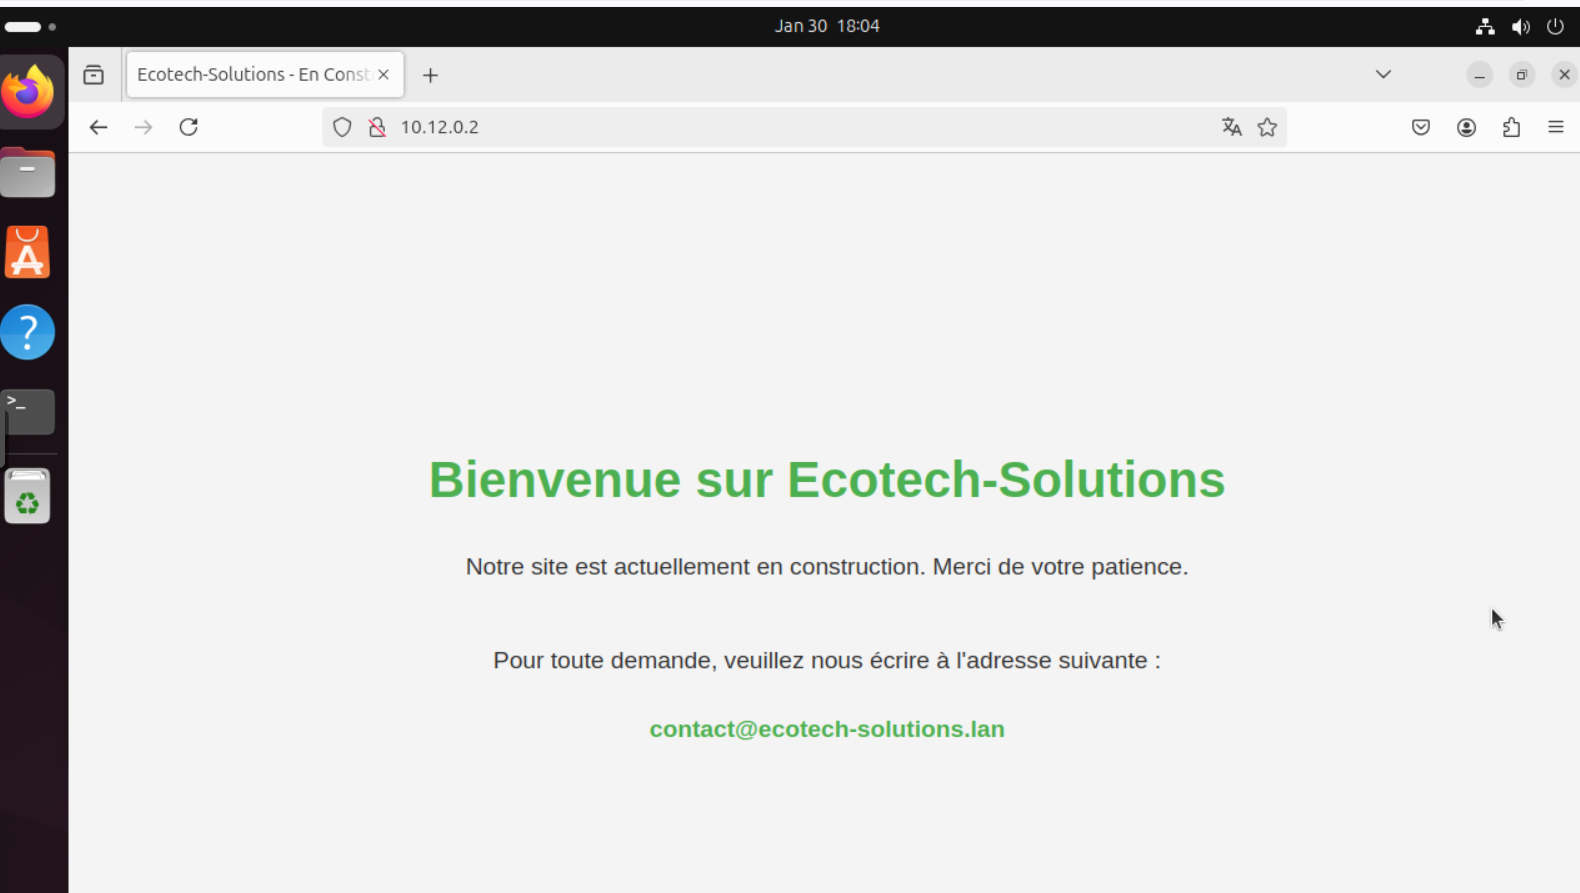 Jan 30 18:04
Ecotech-Solutions - En Const
10.12.0.2
Bienvenue sur Ecotech-Solutions
Notre site est actuellement en construction. Merci de votre patience.
Pour toute demande, veuillez nous écrire à l'adresse suivante :
contact@ecotech-solutions.lan